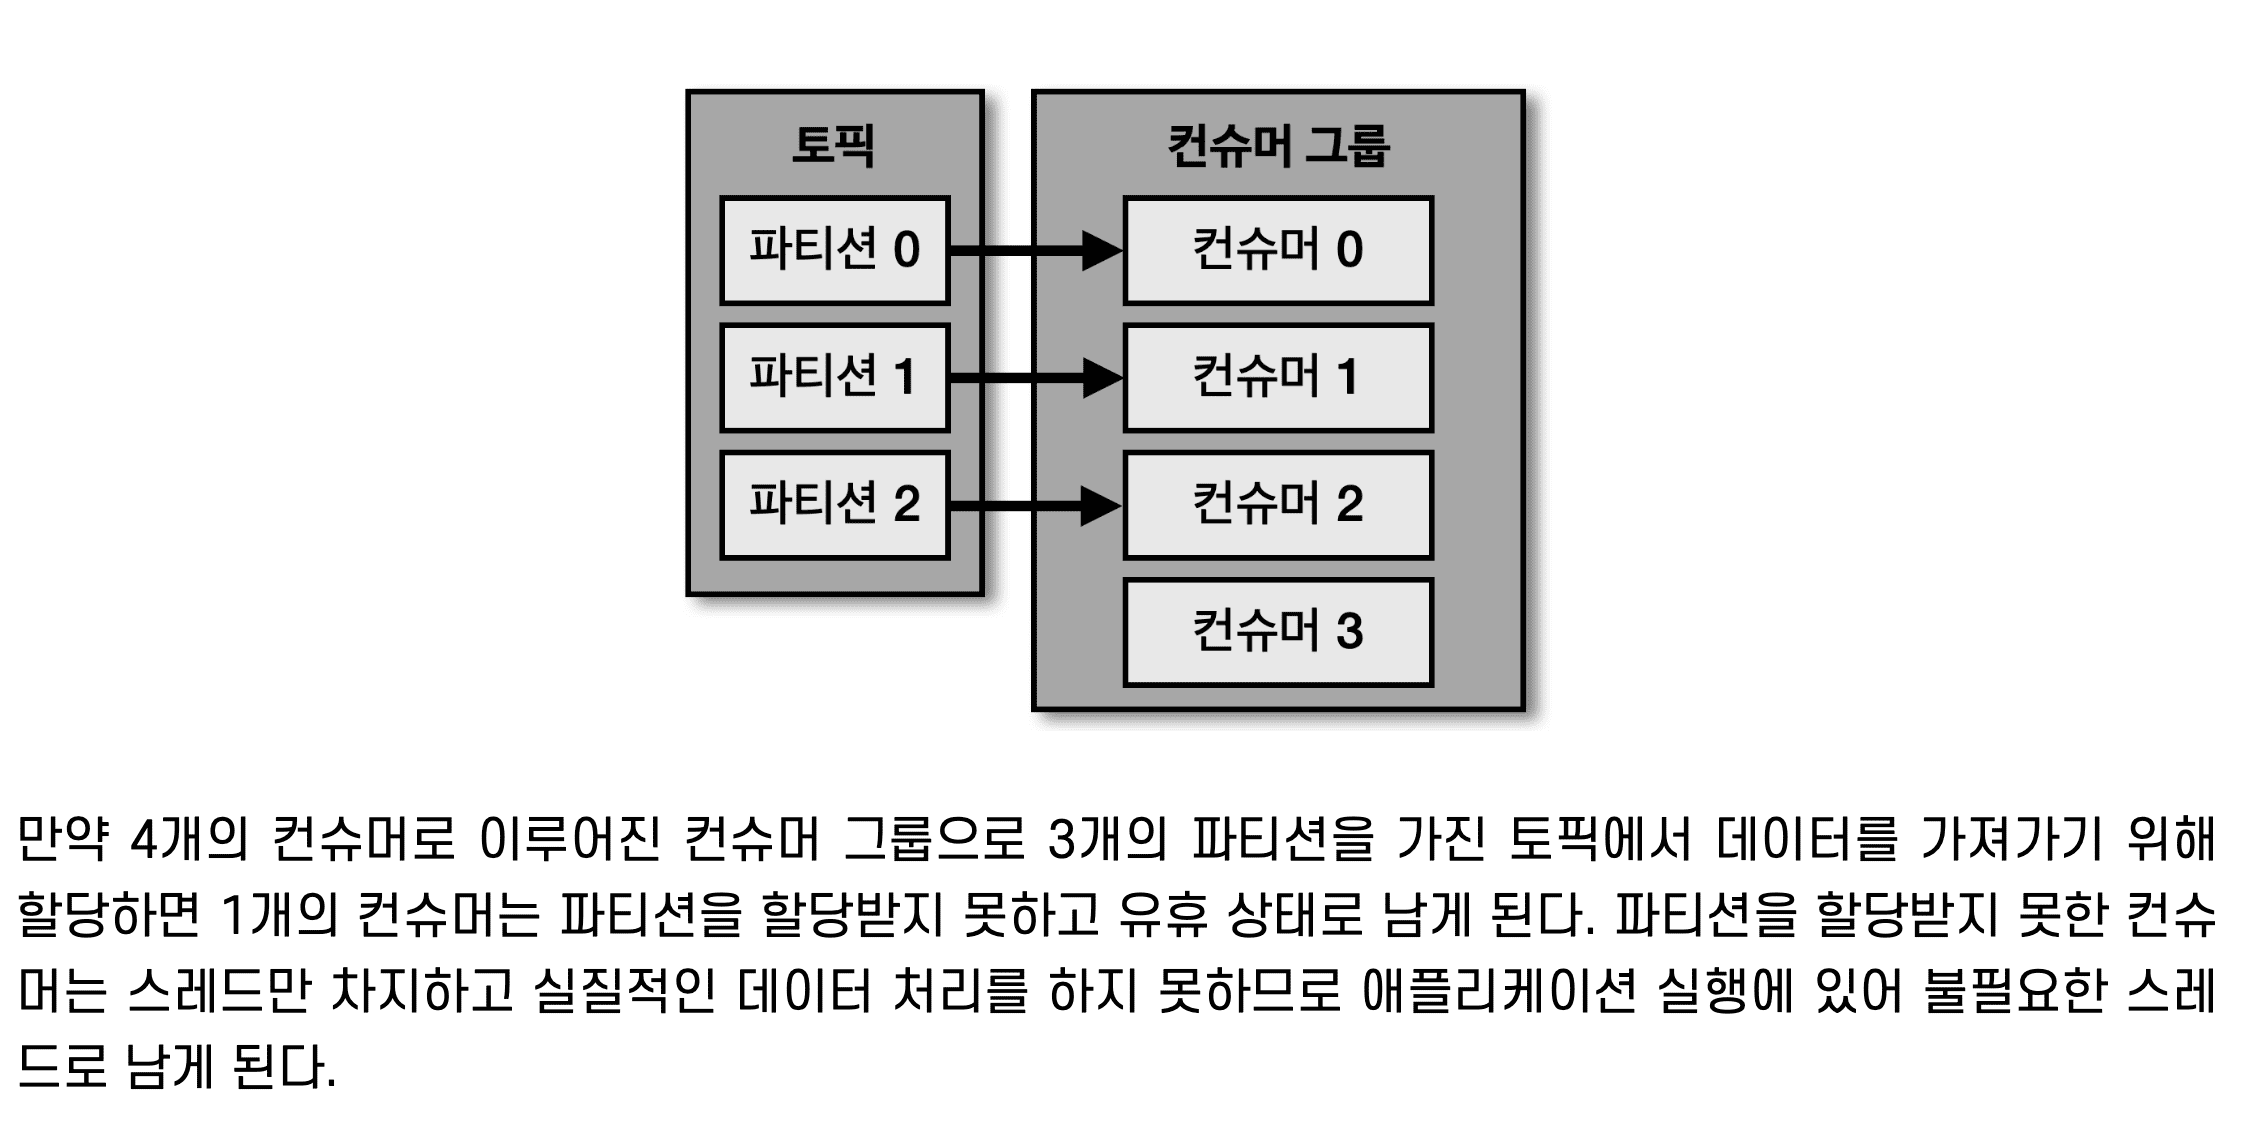 토픽
컨슈머 그룹
파티션 0
컨슈머 0
파티션 1
컨슈머 1
파티션 2
컨슈머 2
컨슈머 3
만약 4개의 컨슈머로 이루어진 컨슈머 그룹으로 3개의 파티션을 가진 토픽에서 데이터를 가져가기 위해
할당하면 1개의 컨슈머는 파티션을 할당받지 못하고 유휴 상태로 남게 된다. 파티션을 할당받지 못한 컨슈
머는 스레드만 차지하고 실질적인 데이터 처리를 하지 못하므로 애플리케이션 실행에 있어 불필요한 스레
드로 남게 된다.